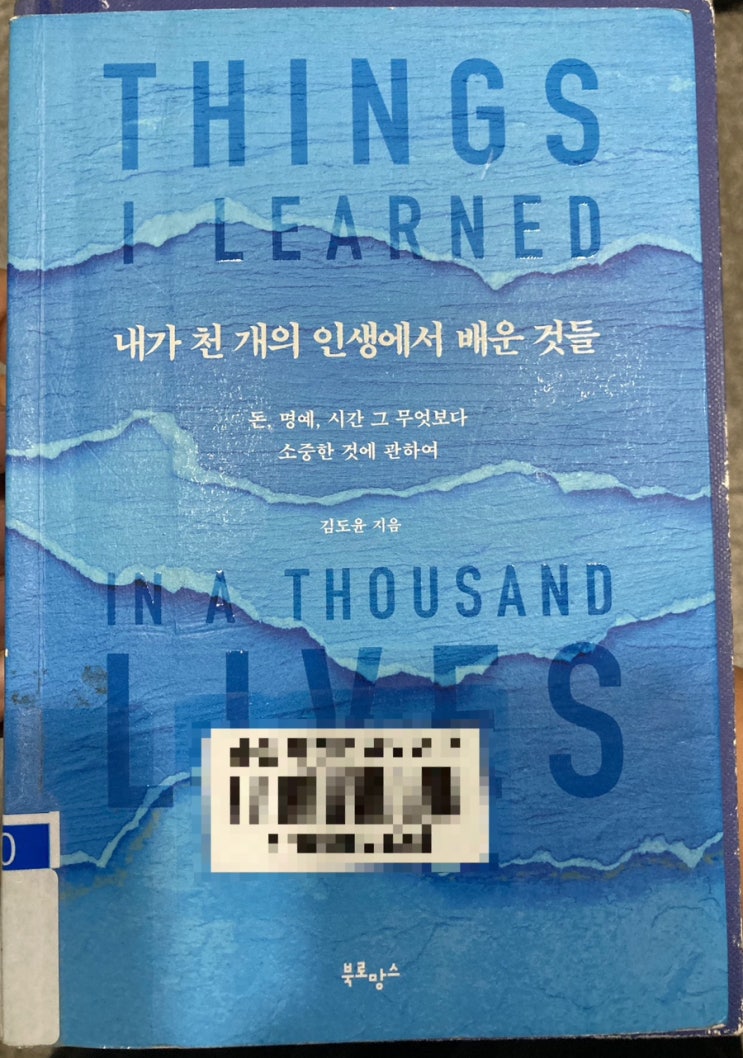 THINGS
I LEARNED
내가 천 개의 인생에서 배운 것들
돈, 명예, 시간 그 무엇보다
소중한 것에 관하여
김도윤 지음
IN A THOUSAND
LIVES
0
북로망스